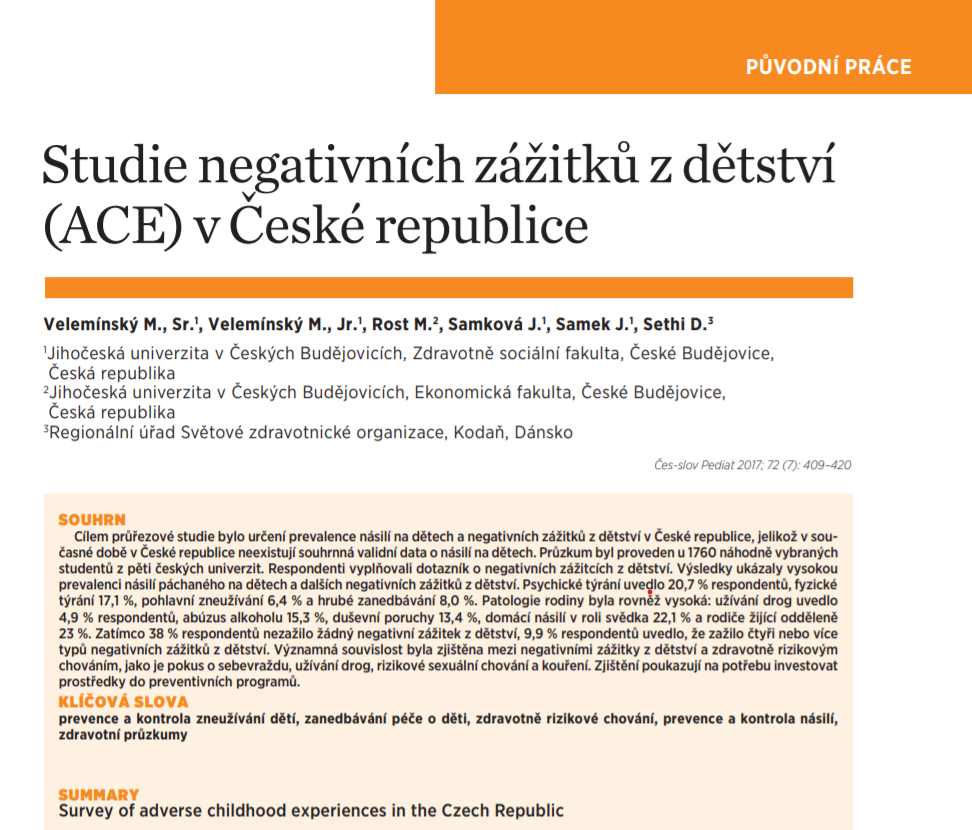 PŮVODNÍ PRÁCE
Studie negativních zážitků z dětství
(ACE) v České republice
Velemínský M., Sr.¹, Velemínský M., Jr.¹, Rost M.², Samková J.¹, Samek J.¹, Sethi D.³
¹Jihočeská univerzita v Českých Budějovicích, Zdravotně sociální fakulta, České Budějovice,
Česká republika
²Jihočeská univerzita v Českých Budějovicích, Ekonomická fakulta, České Budějovice,
Česká republika
³Regionální úřad Světové zdravotnické organizace, Kodaň, Dánsko
Čes-slov Pediat 2017; 72 (7): 409–420
SOUHRN
Cílem průřezové studie bylo určení prevalence násilí na dětech a negativních zážitků z dětství v České republice, jelikož v sou-
časné době v České republice neexistují souhrnná validní data o násilí na dětech. Průzkum byl proveden u 1760 náhodně vybraných
studentů z pěti českých univerzit. Respondenti vyplňovali dotazník o negativních zážitcích z dětství. Výsledky ukázaly vysokou
prevalenci násilí páchaného na dětech a dalších negativních zážitků z dětství. Psychické týrání uvedlo 20,7 % respondentů, fyzické
týrání 17,1 %, pohlavní zneužívání 6,4 % a hrubé zanedbávání 8,0 %. Patologie rodiny byla rovněž vysoká: užívání drog uvedlo
4,9 % respondentů, abúzus alkoholu 15,3 %, duševní poruchy 13,4 %, domácí násilí v roli svědka 22,1 % a rodiče žijící odděleně
23 %. Zatímco 38 % respondentů nezažilo žádný negativní zážitek z dětství, 9,9 % respondentů uvedlo, že zažilo čtyři nebo více
typů negativních zážitků z dětství. Významná souvislost byla zjištěna mezi negativními zážitky z dětství a zdravotně rizikovým
chováním, jako je pokus o sebevraždu, užívání drog, rizikové sexuální chování a kouření. Zjištění poukazují na potřebu investovat
prostředky do preventivních programů.
KLÍČOVÁ SLOVA
prevence a kontrola zneužívání dětí, zanedbávání péče o děti, zdravotně rizikové chování, prevence a kontrola násilí,
zdravotní průzkumy
SUMMARY
Survey of adverse childhood experiences in the Czech Republic